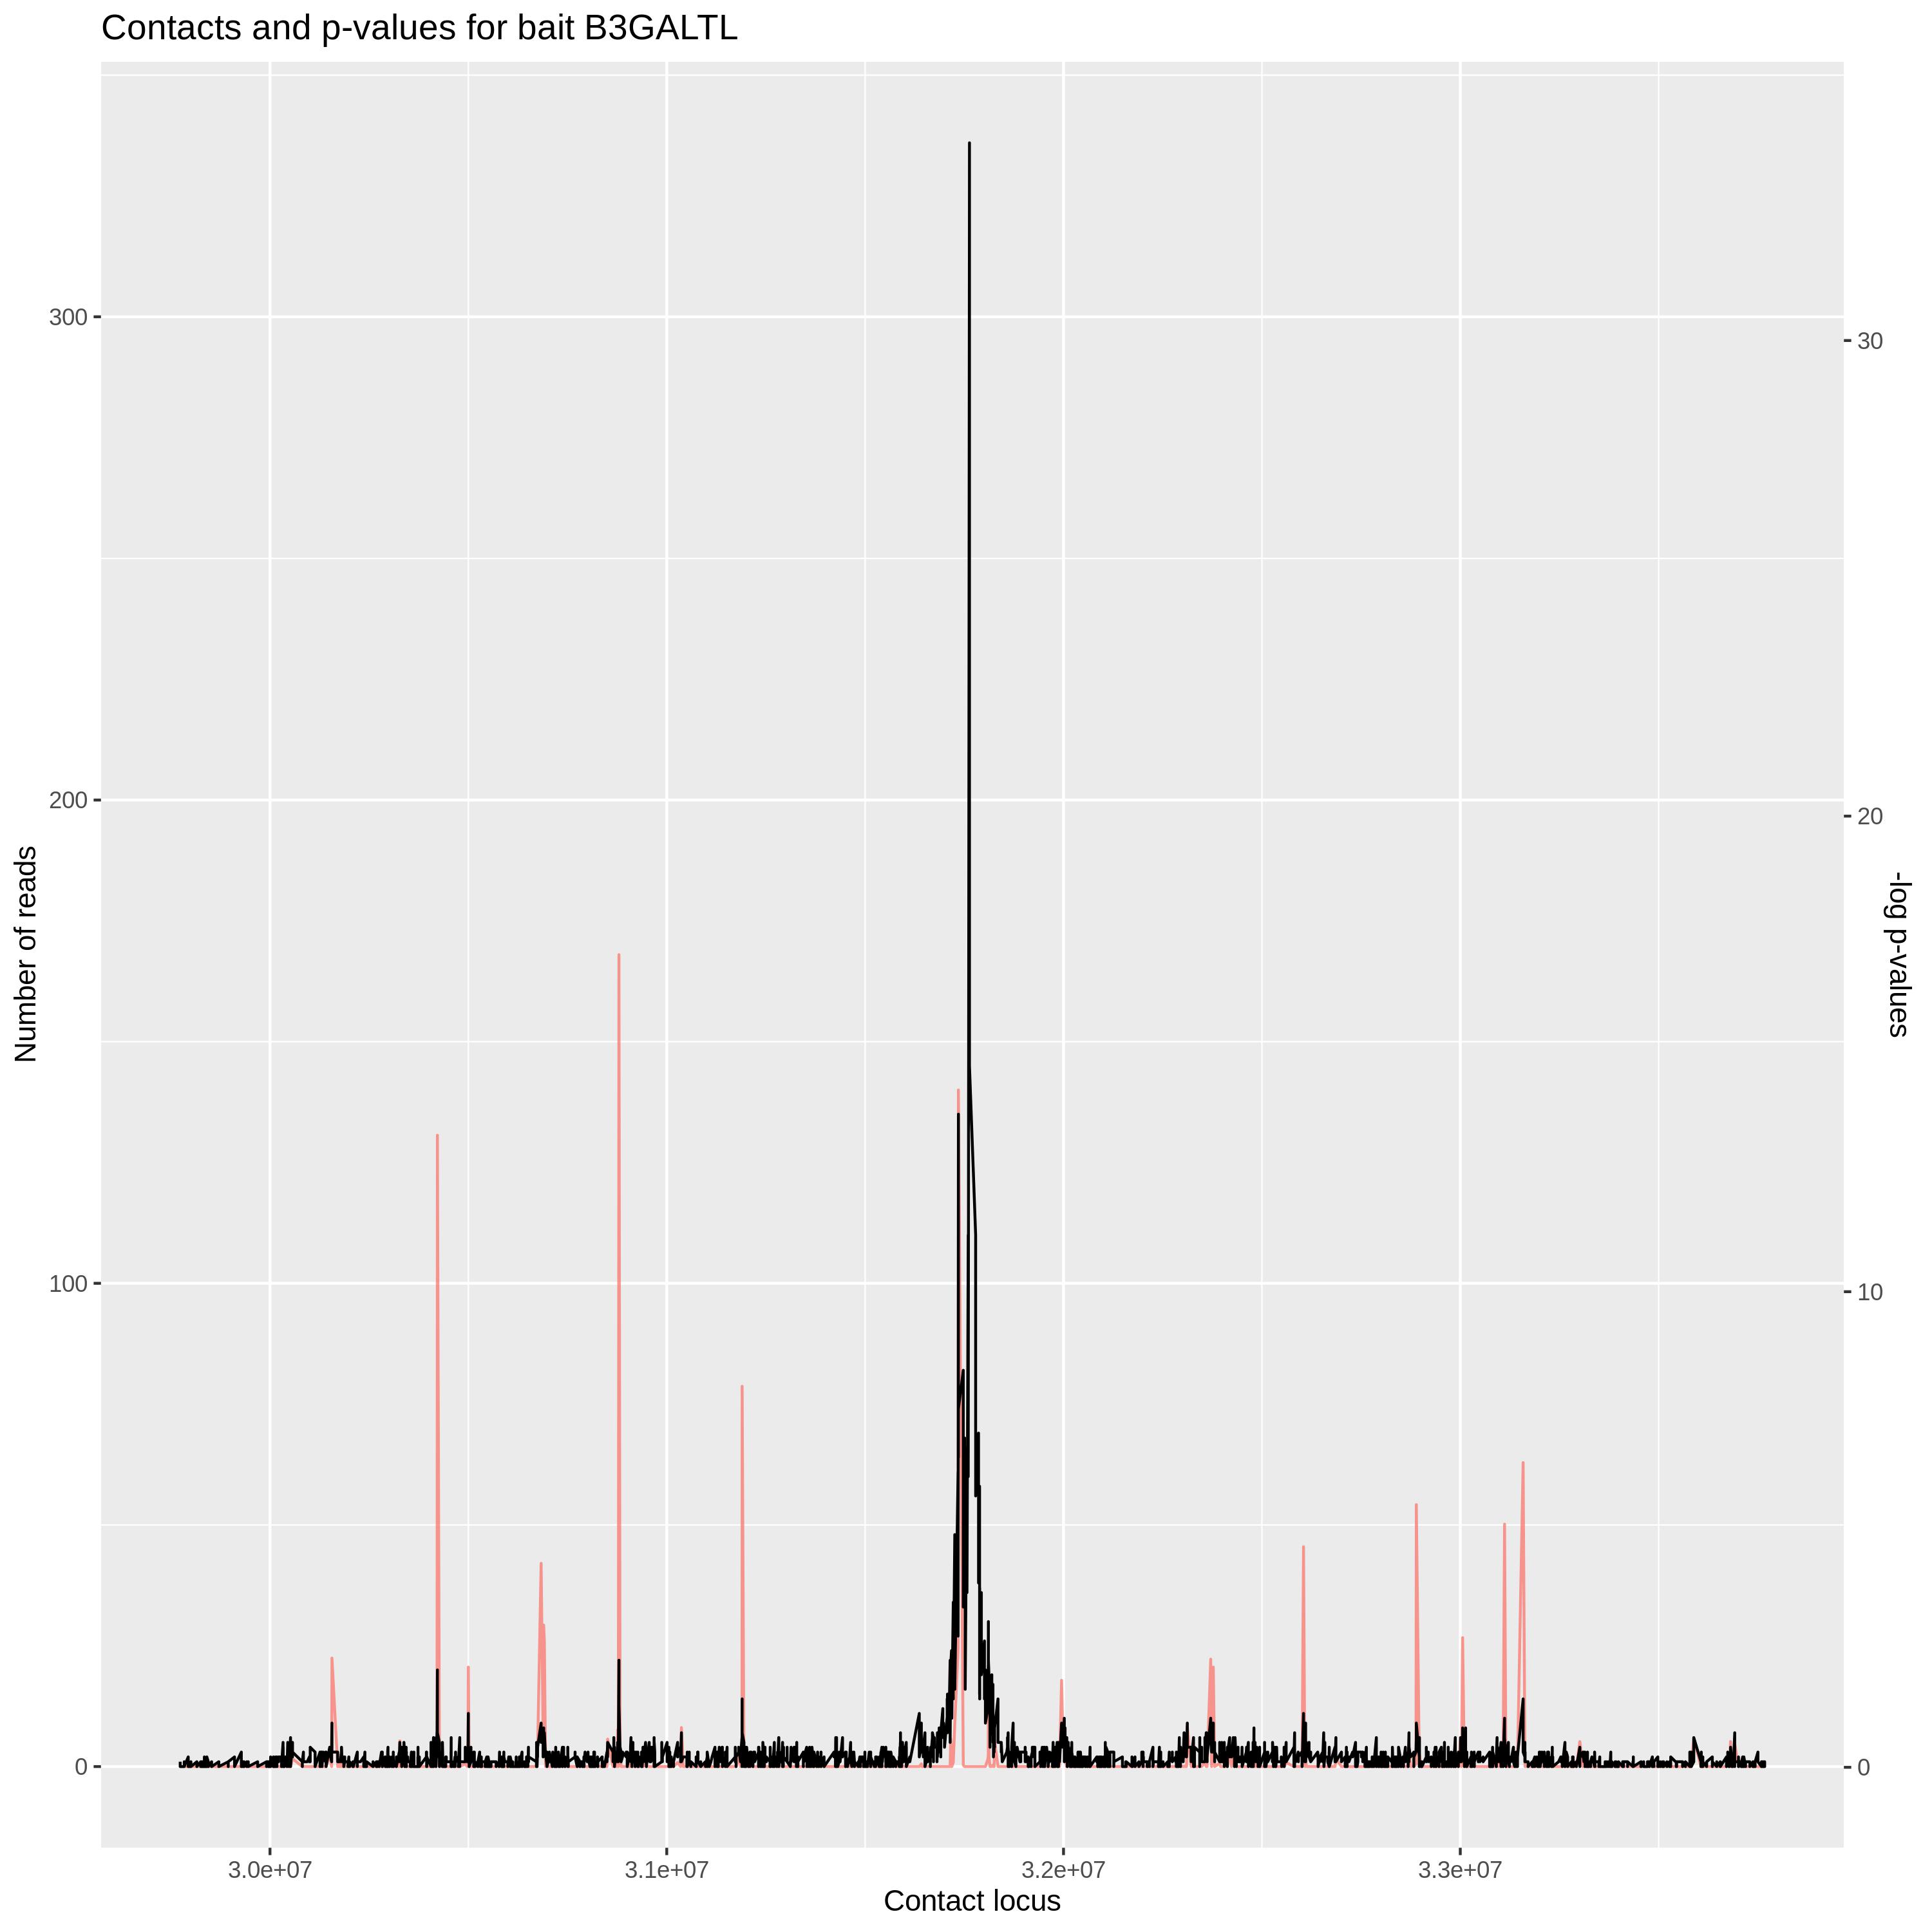 Contacts and p-values for bait B3GALTL
Number of reads
300
200
100
0
30
20
10
0
-log p-values
3.0e+07 3.1e+07 3.2e+07 3.3e+07
Contact locus